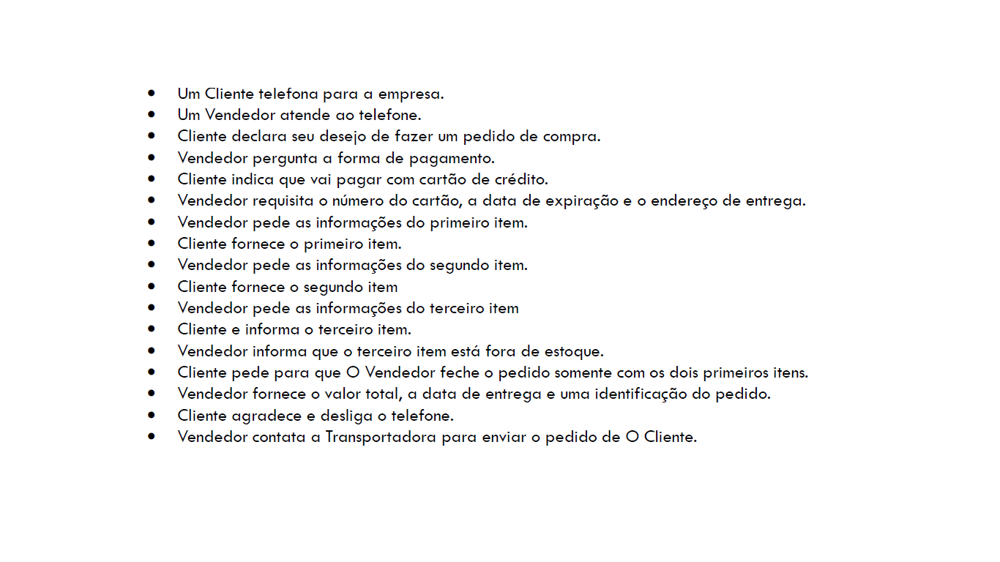 • Um Cliente telefona para a empresa.
• Um Vendedor atende ao telefone.
• Cliente declara seu desejo de fazer um pedido de compra.
• Vendedor pergunta a forma de pagamento.
• Cliente indica que vai pagar com cartão de crédito.
• Vendedor requisita o número do cartão, a data de expiração e o endereço de entrega.
• Vendedor pede as informações do primeiro item.
• Cliente fornece o primeiro item.
• Vendedor pede as informações do segundo item.
• Cliente fornece o segundo item
• Vendedor pede as informações do terceiro item
• Cliente e informa o terceiro item.
• Vendedor informa que o terceiro item está fora de estoque.
• Cliente pede para que O Vendedor feche o pedido somente com os dois primeiros itens.
• Vendedor fornece o valor total, a data de entrega e uma identificação do pedido.
• Cliente agradece e desliga o telefone.
• Vendedor contata a Transportadora para enviar o pedido de O Cliente.